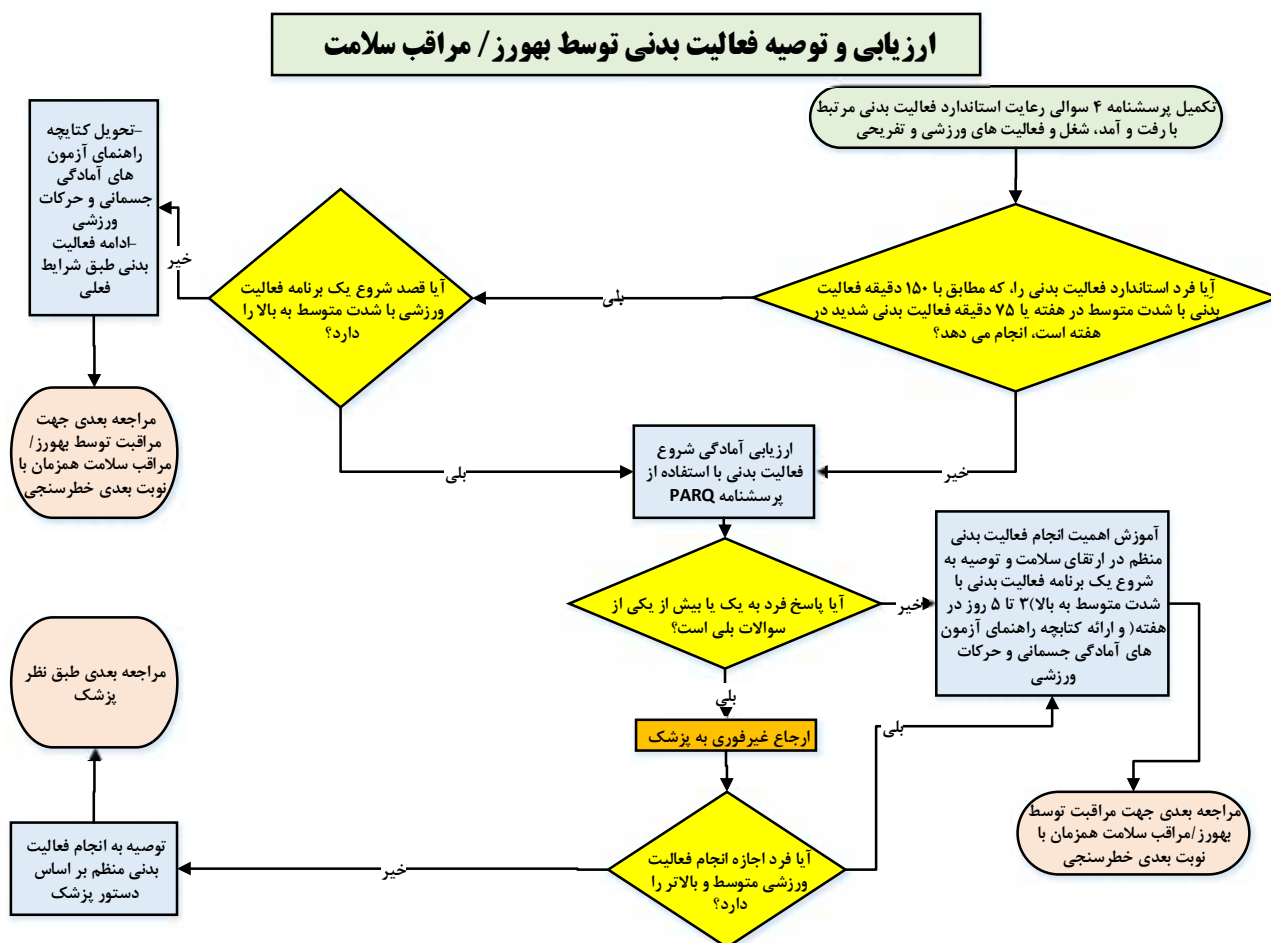 ارزیابی و توصیه فعالیت بدنی توسط بهورز/ مراقب سلامت
تکمیل پرسشنامه ۴ سوالی رعایت استاندارد فعالیت بدنی مرتبط
با رفت و آمد، شغل و فعالیت های ورزشی و تفریحی
آیا فرد استاندارد فعالیت بدنی را، که مطابق با ۱۵۰ دقیقه فعالیت
بدنی با شدت متوسط در هفته یا ۷۵ دقیقه فعالیت بدنی شدید در
هفته است، انجام می دهد؟
بلی
آیا قصد شروع یک برنامه فعالیت
ورزشی با شدت متوسط به بالا را
دارد؟
خیر
-تحویل کتابچه
راهنمای آزمون
های آمادگی
جسمانی و حرکات
ورزشی
-ادامه فعالیت
بدنی طبق شرایط
فعلی
مراجعه بعدی جهت
مراقبت توسط بهورز/
مراقب سلامت همزمان با
نوبت بعدی خطرسنجی
خیر
بلی
ارزیابی آمادگی شروع
فعالیت بدنی با استفاده از
پرسشنامه PARQ
آیا پاسخ فرد به یک یا بیش از یکی از
سوالات بلی است؟
خیر
آموزش اهمیت انجام فعالیت بدنی
منظم در ارتقای سلامت و توصیه به
شروع یک برنامه فعالیت بدنی با
شدت متوسط به بالا)۳ تا ۵ روز در
هفته( و ارائه کتابچه راهنمای آزمون
های آمادگی جسمانی و حرکات
ورزشی
بلی
ارجاع غیرفوری به پزشک
بلی
آیا فرد اجازه انجام فعالیت
ورزشی متوسط و بالاتر را
دارد؟
مراجعه بعدی جهت مراقبت توسط
بهورز/مراقب سلامت همزمان با
نوبت بعدی خطرسنجی
خیر
توصیه به انجام فعالیت
بدنی منظم بر اساس
دستور پزشک
مراجعه بعدی طبق نظر
پزشک